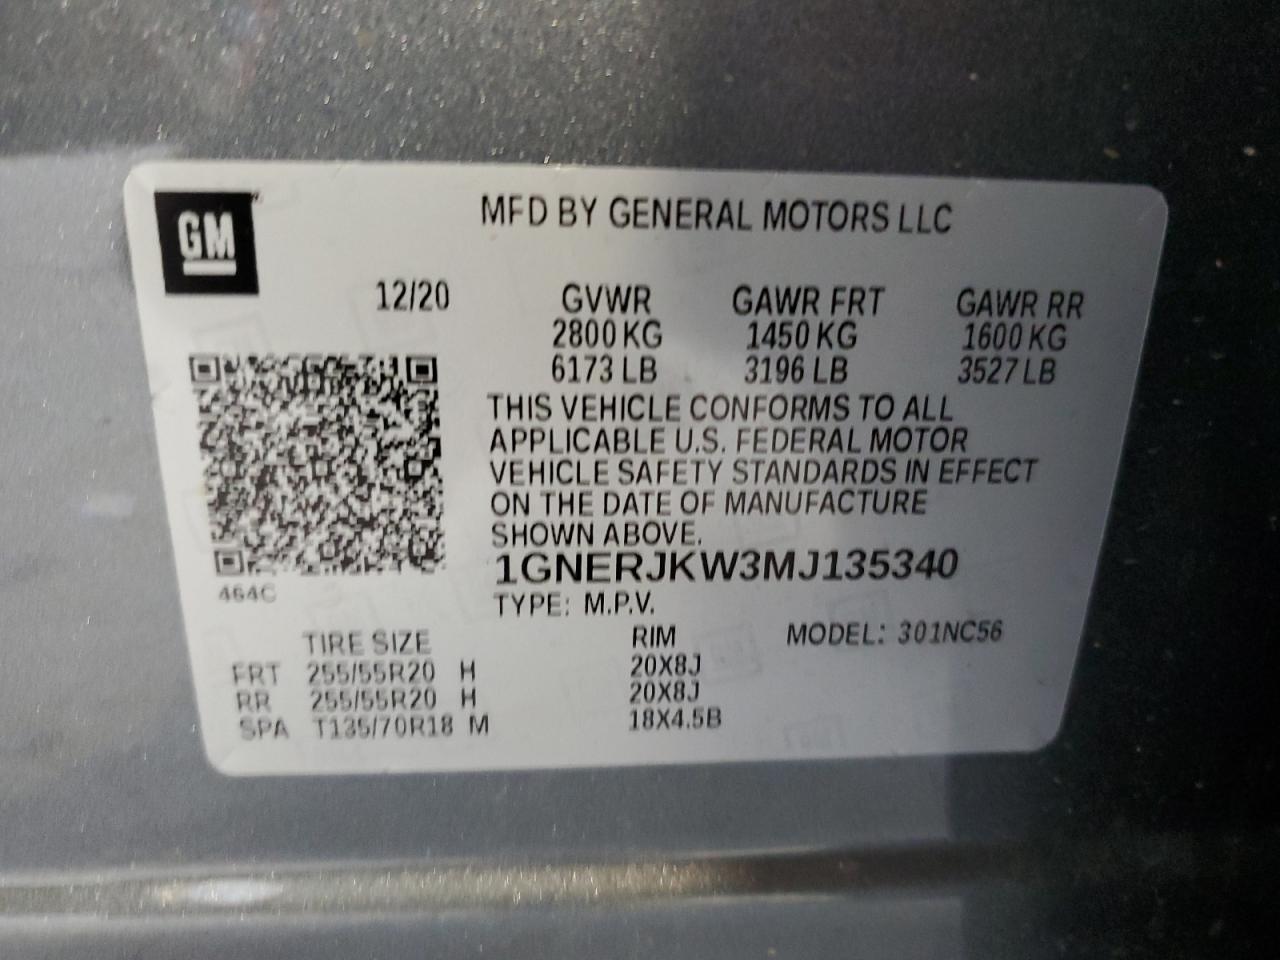 GM
MFD BY GENERAL MOTORS LLC
12/20 GVWR GAWR FRT GAWR RR
2800 KG 1450 KG 1600 KG
6173 LB 3196 LB 3527 LB
THIS VEHICLE CONFORMS TO ALL
APPLICABLE U.S. FEDERAL MOTOR
VEHICLE SAFETY STANDARDS IN EFFECT
ON THE DATE OF MANUFACTURE
SHOWN ABOVE.
1GNERJKW3MJ135340
464C
TYPE: M.P.V.
TIRE SIZE RIM MODEL: 301NC56
FRT 255/55R20 H 20X8J
RR 255/55R20 H 20X8J
SPA T135/70R18 M 18X4.5B